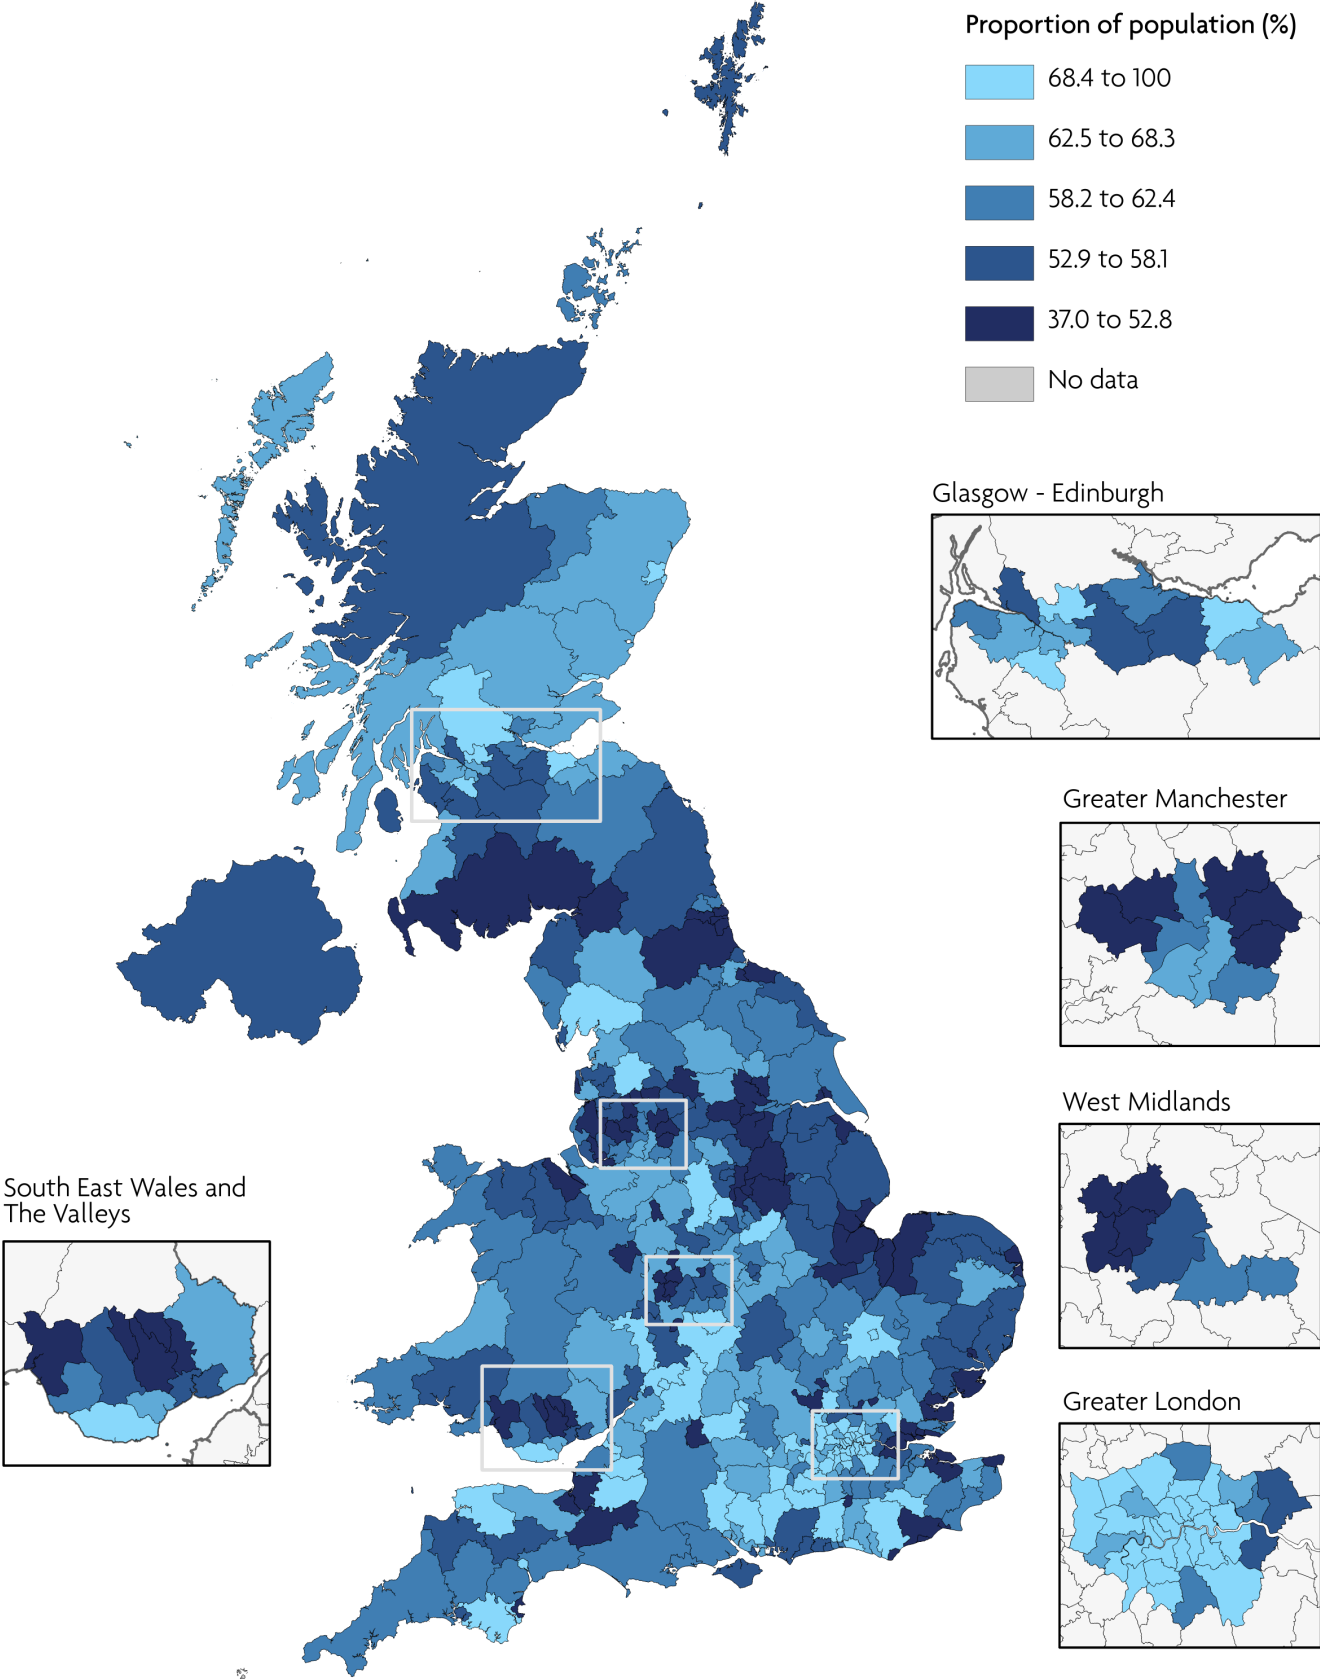 Proportion of population (%)
68.4 to 100
62.5 to 68.3
58.2 to 62.4
52.9 to 58.1
37.0 to 52.8
No data
Glasgow - Edinburgh
Greater Manchester
West Midlands
South East Wales and
The Valleys
Greater London